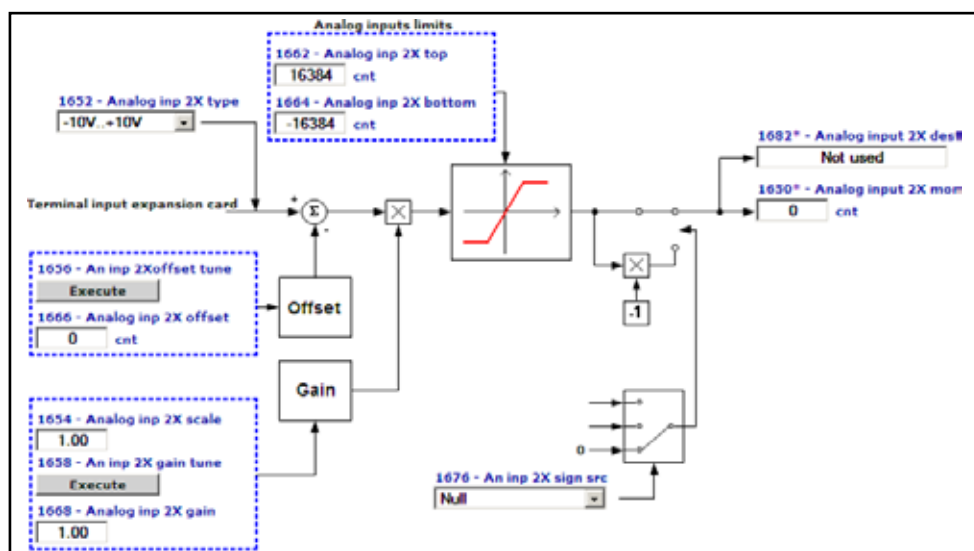 Analog inputs limits
1662 - Analog inp 2X top
16384 cnt
1664 - Analog inp 2X bottom
-16384 cnt
1652 - Analog inp 2X type
-10V..+10V
1682* - Analog input 2X dest
Not used
1650* - Analog input 2X mon
0 cnt
Terminal input expansion card
+
Σ
-
1656 - An inp 2Xoffset tune
Execute
1666 - Analog inp 2X offset
0 cnt
Offset
-1
Gain
1654 - Analog inp 2X scale
1.00
1658 - An inp 2X gain tune
Execute
1668 - Analog inp 2X gain
1.00
0
1676 - An inp 2X sign src
Null